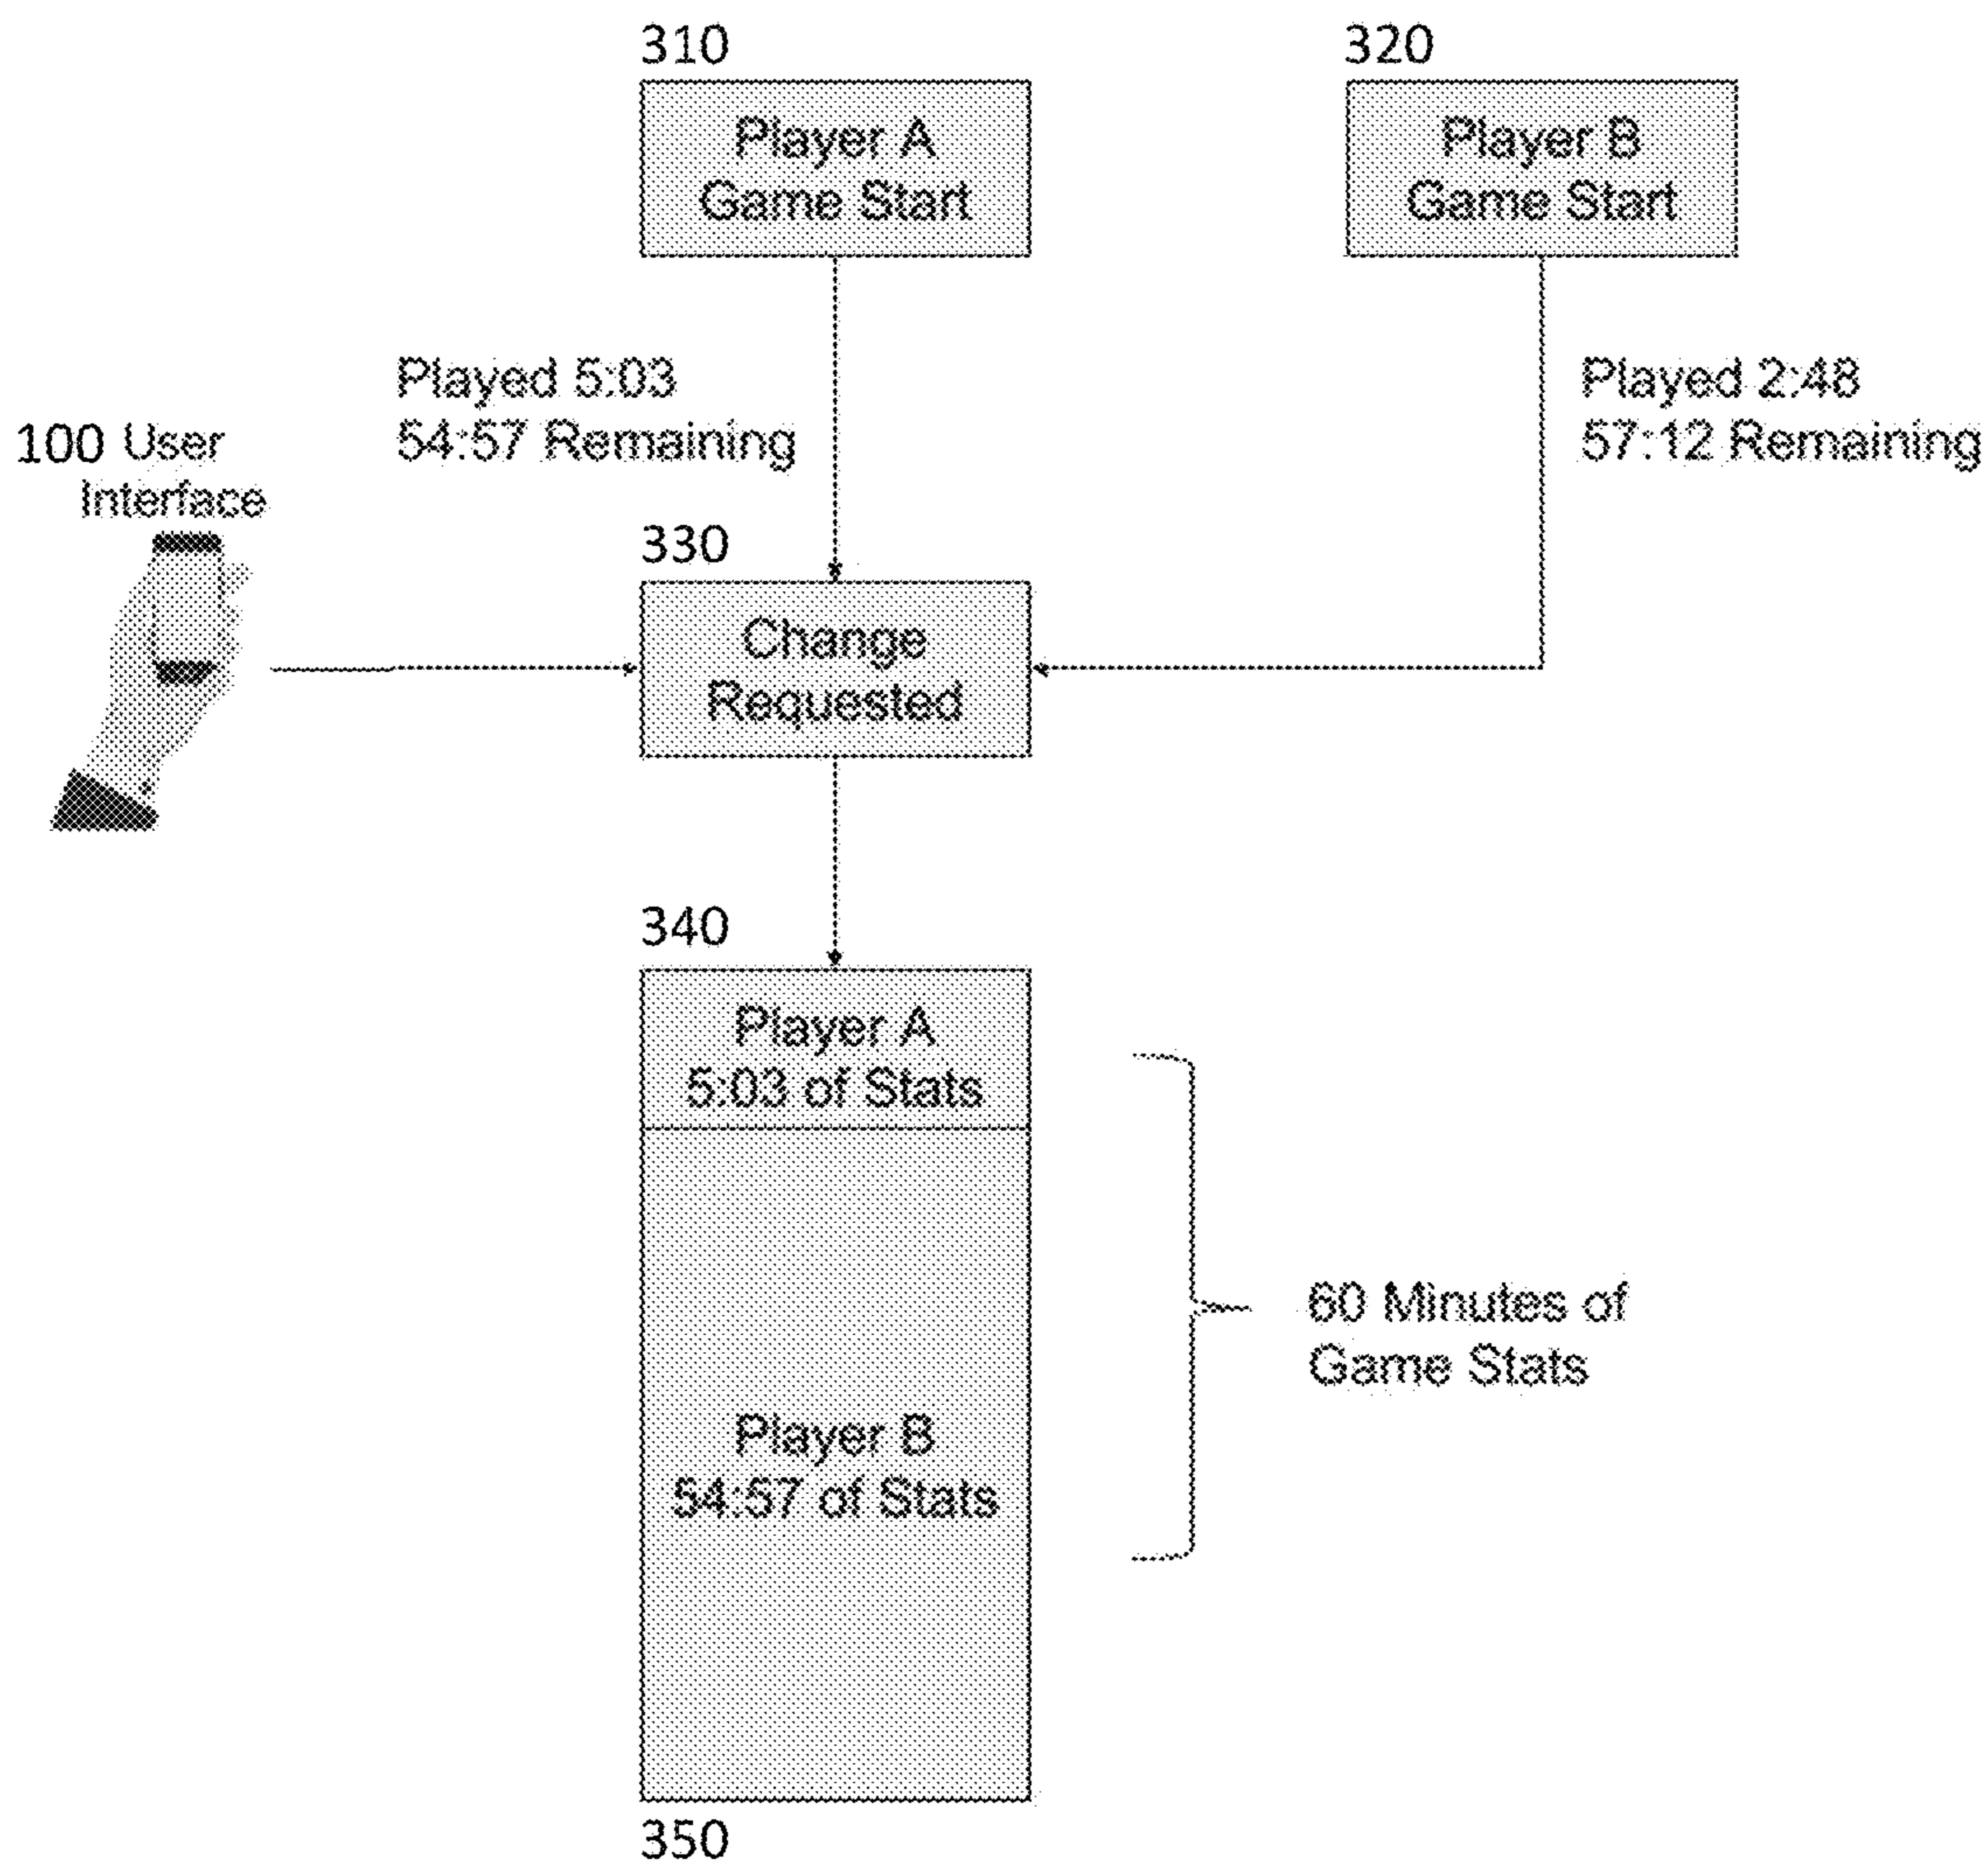 310
Player A
Game Start
320
Player B
Game Start
Played 5:03
54:57 Remaining
Played 2:48
57:12 Remaining
100 User
Interface
330
Change
Requested
340
Player A
5:03 of Stats
Player B
54:57 of Stats
60 Minutes of
Game Stats
350